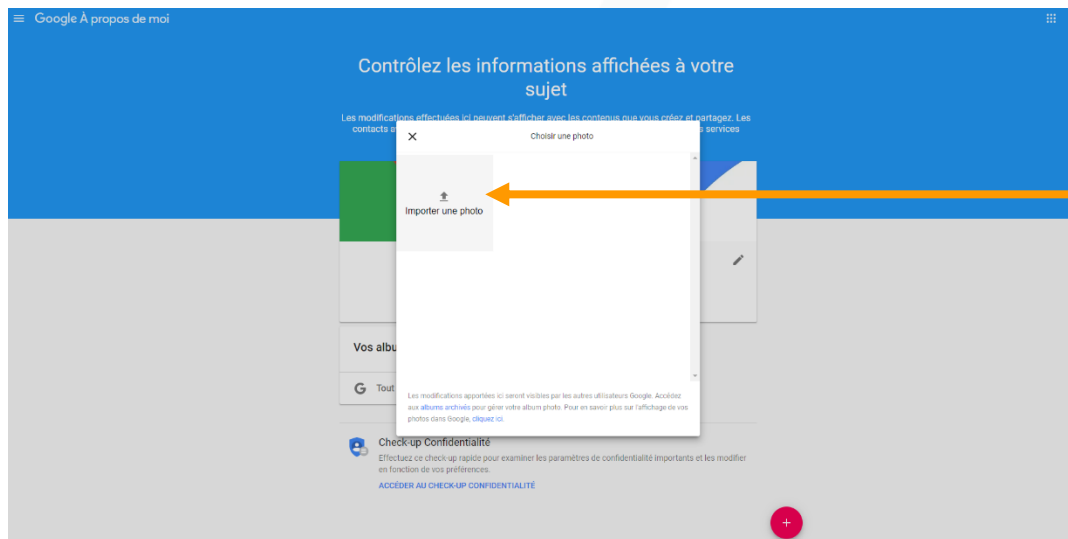 Google À propos de moi
Contrôlez les informations affichées à votre
sujet
Les modifications effectuées ici peuvent s'afficher avec les contenus que vous créez et partagez. Les
contacts a
s services
Choisir une photo
Importer une photo
Vos albu
Tout
Les modifications apportées ici seront visibles par les autres utilisateurs Google. Accédez
aux albums archivés pour gérer votre album photo. Pour en savoir plus sur l'affichage de vos
photos dans Google, cliquez ici.
Check-up Confidentialité
Effectuez ce check-up rapide pour examiner les paramètres de confidentialité importants et les modifier
en fonction de vos préférences.
ACCÉDER AU CHECK-UP CONFIDENTIALITÉ